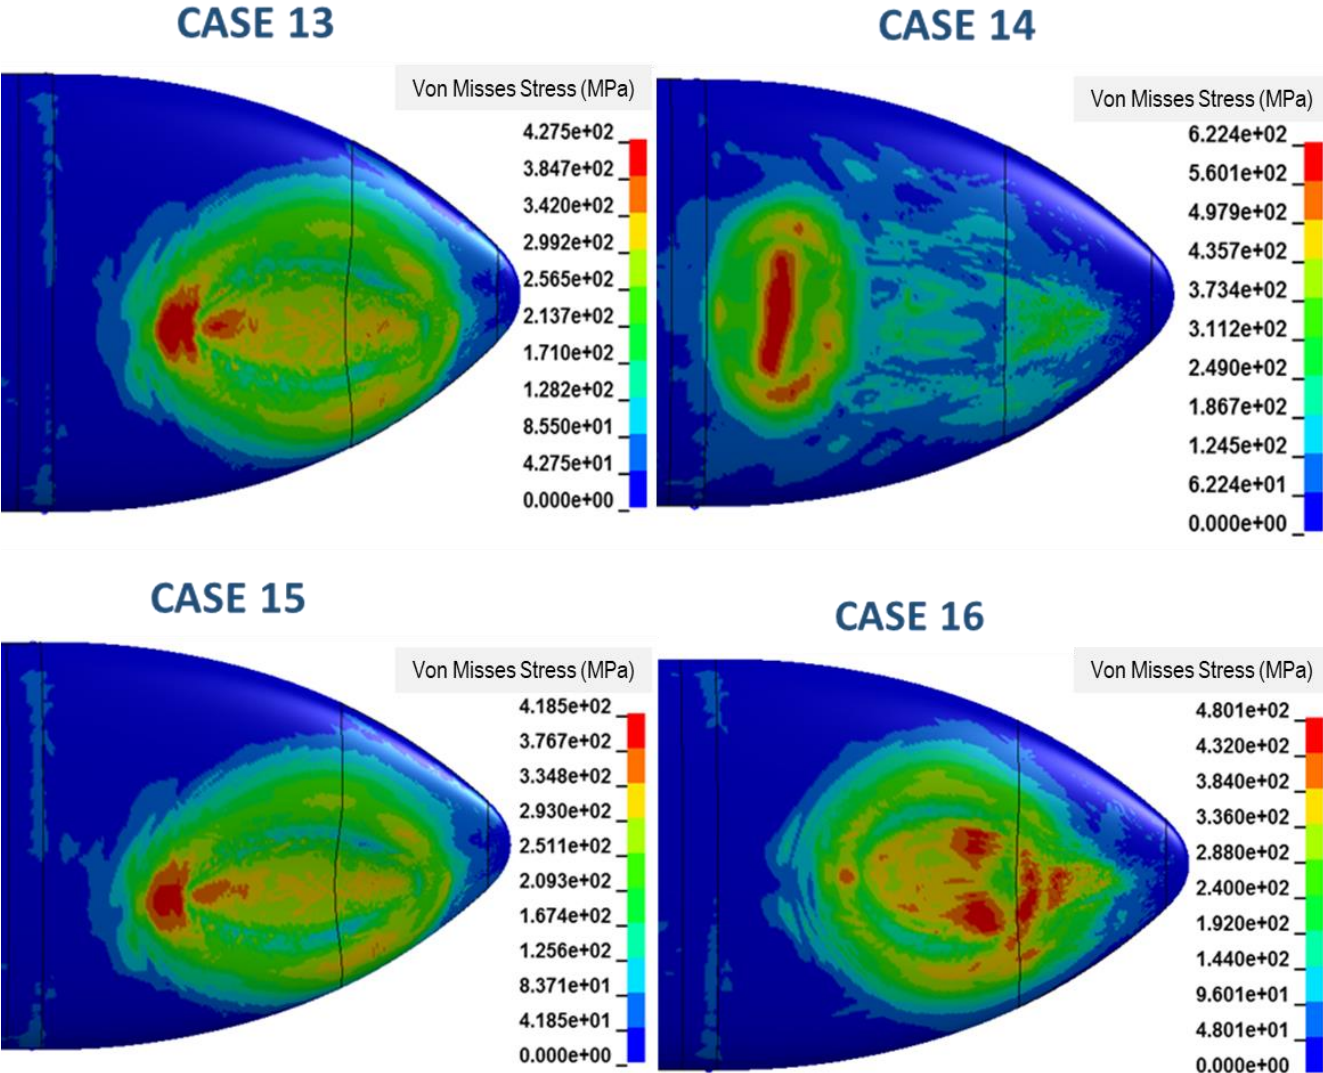 CASE 13
Von Misses Stress (MPa)
4.275e+02
3.847e+02
3.420e+02
2.992e+02
2.565e+02
2.137e+02
1.710e+02
1.282e+02
8.550e+01
4.275e+01
0.000e+00
CASE 14
Von Misses Stress (MPa)
6.224e+02
5.601e+02
4.979e+02
4.357e+02
3.734e+02
3.112e+02
2.490e+02
1.867e+02
1.245e+02
6.224e+01
0.000e+00
CASE 15
Von Misses Stress (MPa)
4.185e+02
3.767e+02
3.348e+02
2.930e+02
2.511e+02
2.093e+02
1.674e+02
1.256e+02
8.371e+01
4.185e+01
0.000e+00
CASE 16
Von Misses Stress (MPa)
4.801e+02
4.320e+02
3.840e+02
3.360e+02
2.880e+02
2.400e+02
1.920e+02
1.440e+02
9.601e+01
4.801e+01
0.000e+00